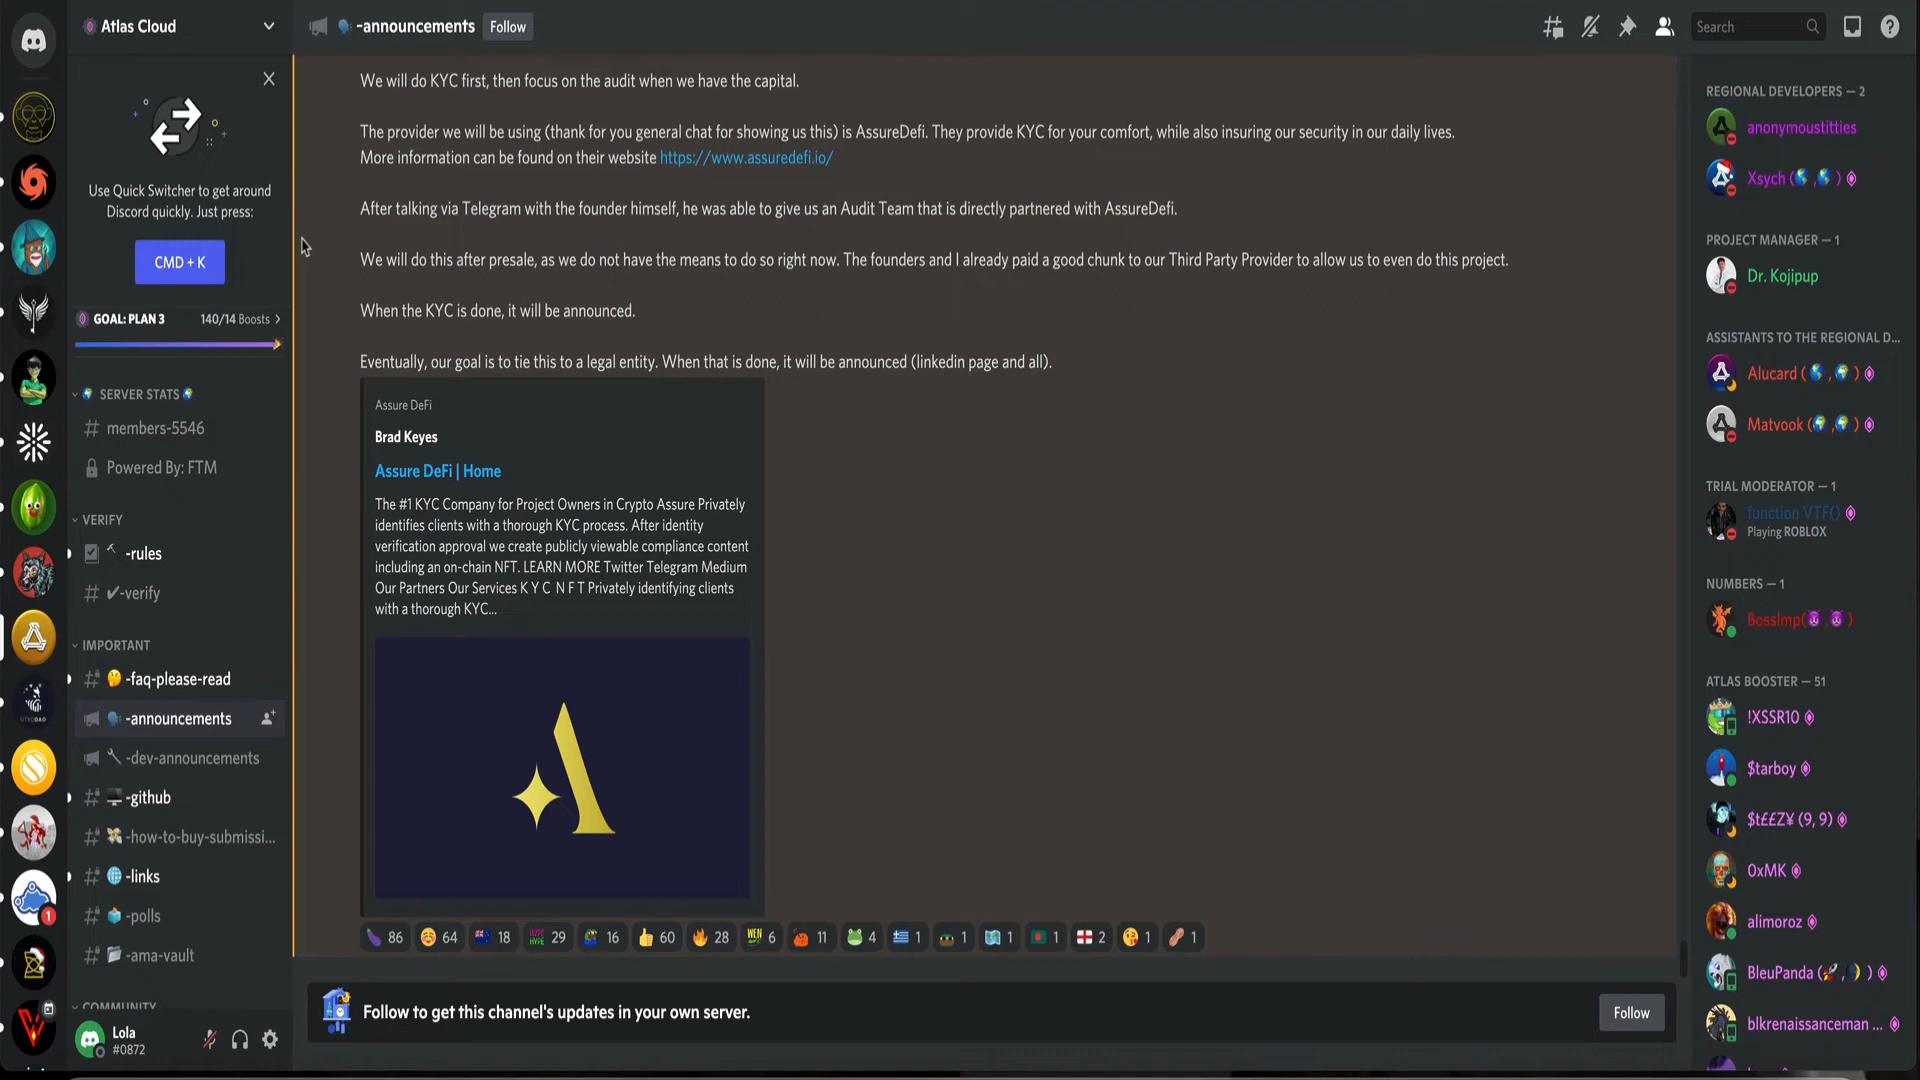 Atlas Cloud
-announcements
Follow
Search
Use Quick Switcher to get around
Discord quickly. Just press:
CMD + K
GOAL: PLAN 3
140/14 Boosts
SERVER STATS
members-5546
Powered By: FTM
VERIFY
-rules
✔-verify
IMPORTANT
-faq-please-read
-announcements
-dev-announcements
-github
-how-to-buy-submissi...
-links
-polls
-ama-vault
COMMUNITY
Lola
#0872
We will do KYC first, then focus on the audit when we have the capital.
The provider we will be using (thank for you general chat for showing us this) is AssureDefi. They provide KYC for your comfort, while also insuring our security in our daily lives.
More information can be found on their website https://www.assuredefi.io/
After talking via Telegram with the founder himself, he was able to give us an Audit Team that is directly partnered with AssureDefi.
We will do this after presale, as we do not have the means to do so right now. The founders and I already paid a good chunk to our Third Party Provider to allow us to even do this project.
When the KYC is done, it will be announced.
Eventually, our goal is to tie this to a legal entity. When that is done, it will be announced (linkedin page and all).
Assure DeFi
Brad Keyes
Assure DeFi | Home
The #1 KYC Company for Project Owners in Crypto Assure Privately
identifies clients with a thorough KYC process. After identity
verification approval we create publicly viewable compliance content
including an on-chain NFT. LEARN MORE Twitter Telegram Medium
Our Partners Our Services K Y C N F T Privately identifying clients
with a thorough KYC...
86 64 18 29 16 60 28 WEN 6 11 4 1 1 1 1 2 1 1
Follow to get this channel's updates in your own server.
Follow
REGIONAL DEVELOPERS — 2
anonymoustitties
Xsych (🌎,🌎)
PROJECT MANAGER — 1
Dr. Kojipup
ASSISTANTS TO THE REGIONAL D...
Alucard (🌎,🌍)
Matvook (🌍,🌍)
TRIAL MODERATOR — 1
function VTF()
Playing ROBLOX
NUMBERS — 1
BossImp(😈,😈)
ATLAS BOOSTER — 51
!XSSR10
$tarboy
$t££Z¥ (9, 9)
0xMK
alimoroz
BleuPanda (🚀,🌒)
blkrenaissanceman ...
1